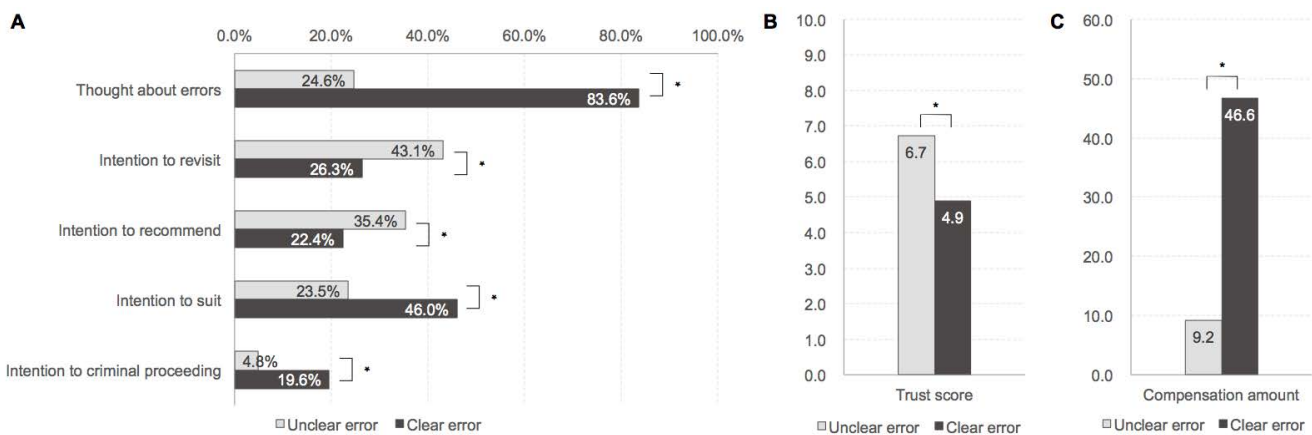 A
0.0% 20.0% 40.0% 60.0% 80.0% 100.0%
Thought about errors
24.6%
83.6%
*
Intention to revisit
43.1%
26.3%
*
Intention to recommend
35.4%
22.4%
*
Intention to suit
23.5%
46.0%
*
Intention to criminal proceeding
4.8%
19.6%
*
Unclear error Clear error
B
10.0
9.0
8.0
7.0
6.0
5.0
4.0
3.0
2.0
1.0
0.0
*
6.7
4.9
Trust score
Unclear error Clear error
C
60.0
50.0
40.0
30.0
20.0
10.0
0.0
*
46.6
9.2
Compensation amount
Unclear error Clear error